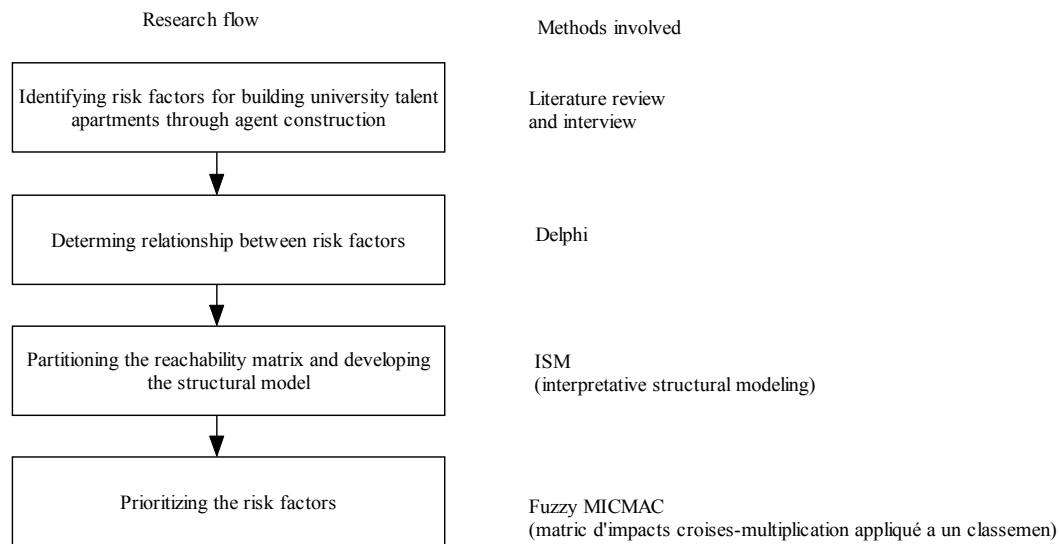 Research flow
Methods involved
Identifying risk factors for building university talent
apartments through agent construction
Literature review
and interview
Determing relationship between risk factors
Delphi
Partitioning the reachability matrix and developing
the structural model
ISM
(interpretative structural modeling)
Prioritizing the risk factors
Fuzzy MICMAC
(matric d'impacts croises-multiplication appliqué a un classemen)